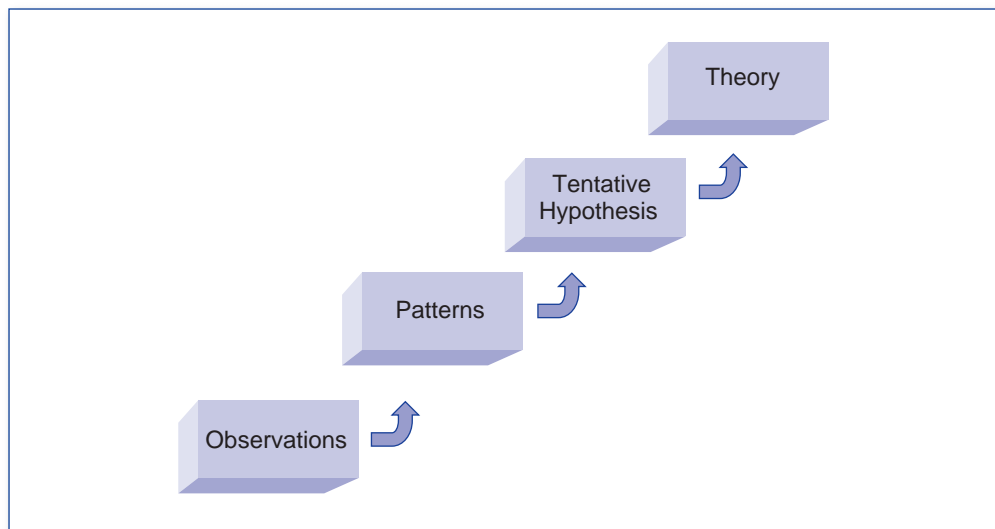 Theory
Tentative
Hypothesis
Patterns
Observations